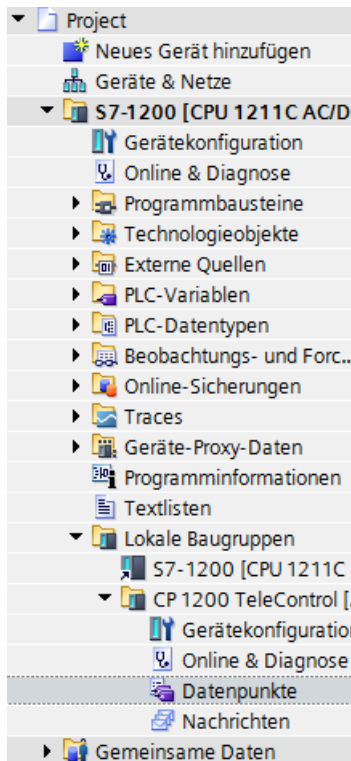 Project
Neues Gerät hinzufügen
Geräte & Netze
S7-1200 [CPU 1211C AC/D
Gerätekonfiguration
Online & Diagnose
Programmbausteine
Technologieobjekte
Externe Quellen
PLC-Variablen
PLC-Datentypen
Beobachtungs- und Forc...
Online-Sicherungen
Traces
Geräte-Proxy-Daten
Programminformationen
Textlisten
Lokale Baugruppen
S7-1200 [CPU 1211C
CP 1200 TeleControl [.
Gerätekonfiguration
Online & Diagnose
Datenpunkte
Nachrichten
Gemeinsame Daten